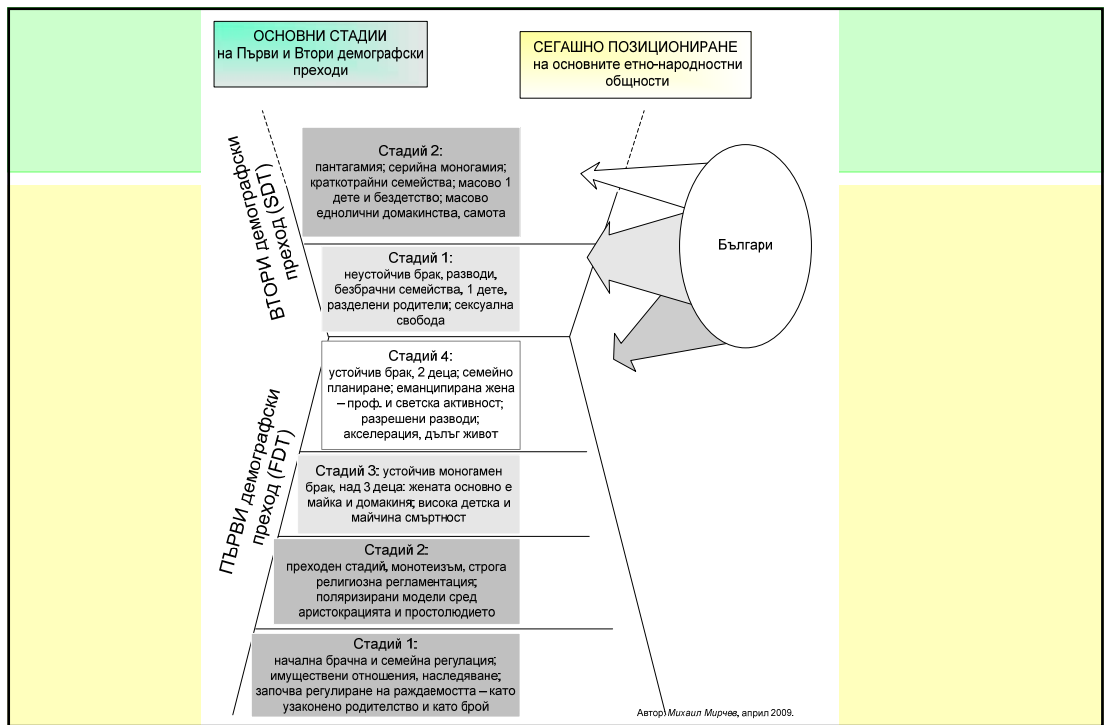 ОСНОВНИ СТАДИИ
на Първи и Втори демографски
преходи
СЕГАШНО ПОЗИЦИОНИРАНЕ
на основните етно-народностни
общности
ВТОРИ демографски
преход (SDT)
Стадий 2:
пантагамия; серийна моногамия;
краткотрайни семейства; масово 1
дете и бездетство; масово
еднолични домакинства, самота
Стадий 1:
неустойчив брак, разводи,
безбрачни семейства, 1 дете,
разделени родители; сексуална
свобода
Българи
ПЪРВИ демографски
преход (FDT)
Стадий 4:
устойчив брак, 2 деца; семейно
планиране; еманципирана жена
– проф. и светска активност;
разрешени разводи;
акселерация, дълъг живот
Стадий 3: устойчив моногамен
брак, над 3 деца: жената основно е
майка и домакиня; висока детска и
майчина смъртност
Стадий 2:
преходен стадий, монотеизъм, строга
религиозна регламентация;
поляризирани модели сред
аристокрацията и простолюдието
Стадий 1:
начална брачна и семейна регулация;
имуществени отношения, наследяване;
започва регулиране на раждаемостта – като
узаконено родителство и като брой
Автор: Михаил Мирчев, април 2009.